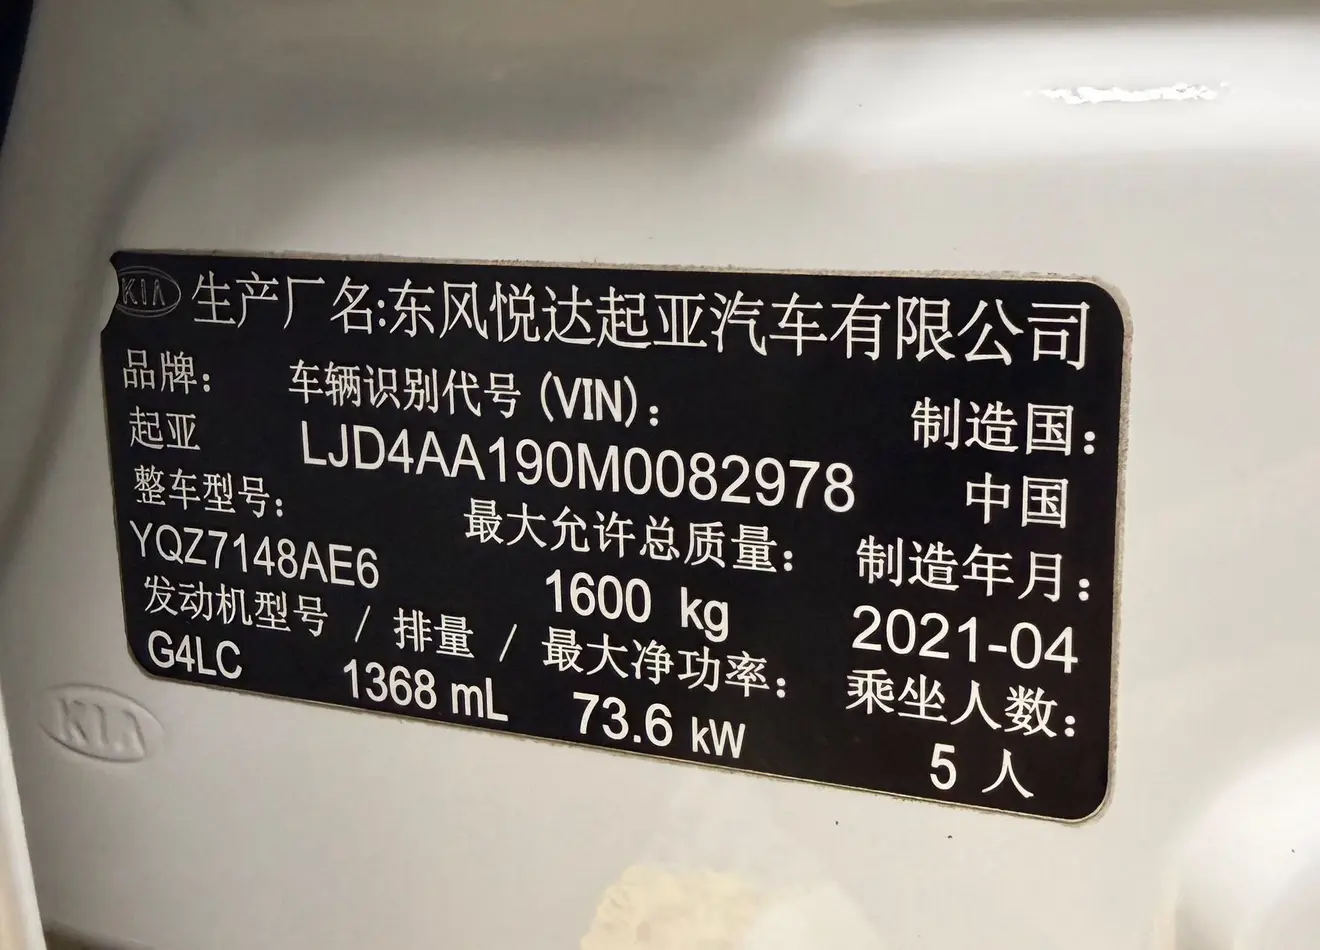 KIA 生产厂名:东风悦达起亚汽车有限公司
品牌： 车辆识别代号 (VIN)： 制造国：
起亚 LJD4AA190M0082978 中国
整车型号： 最大允许总质量： 制造年月：
YQZ7148AE6 1600 kg 2021-04
发动机型号 / 排量 / 最大净功率： 乘坐人数：
G4LC 1368 mL 73.6 kW 5 人
KIA